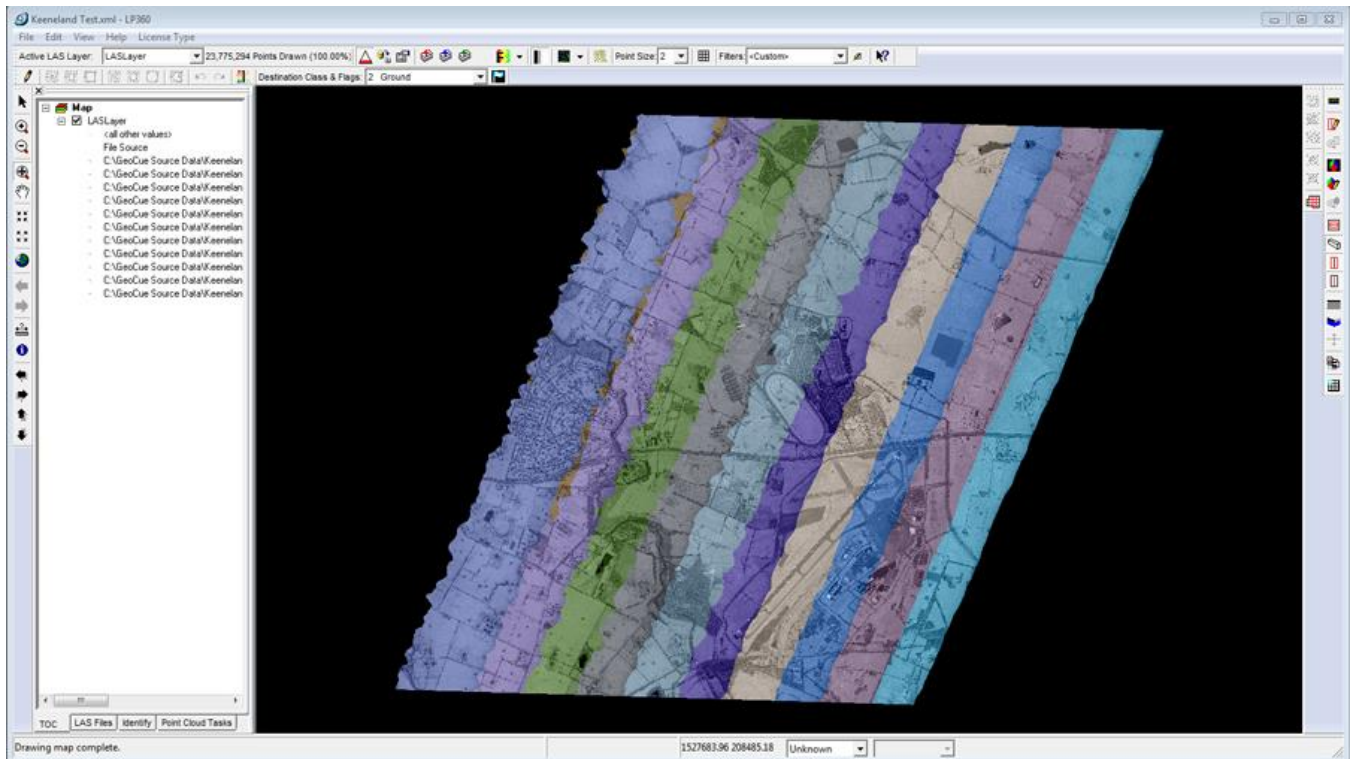 Keeneland Test.xml - LP360
File Edit View Help License Type
Active LAS Layer: LASLayer 23,775,294 Points Drawn (100.00%) Point Size: 2 Filters: <Custom>
Destination Class & Flags: 2 Ground
Map
LASLayer
<all other values>
File Source
C:\GeoCue Source Data\Keenelan
C:\GeoCue Source Data\Keenelan
C:\GeoCue Source Data\Keenelan
C:\GeoCue Source Data\Keenelan
C:\GeoCue Source Data\Keenelan
C:\GeoCue Source Data\Keenelan
C:\GeoCue Source Data\Keenelan
C:\GeoCue Source Data\Keenelan
C:\GeoCue Source Data\Keenelan
C:\GeoCue Source Data\Keenelan
C:\GeoCue Source Data\Keenelan
TOC LAS Files Identify Point Cloud Tasks
Drawing map complete. 1527683.96 208485.18 Unknown